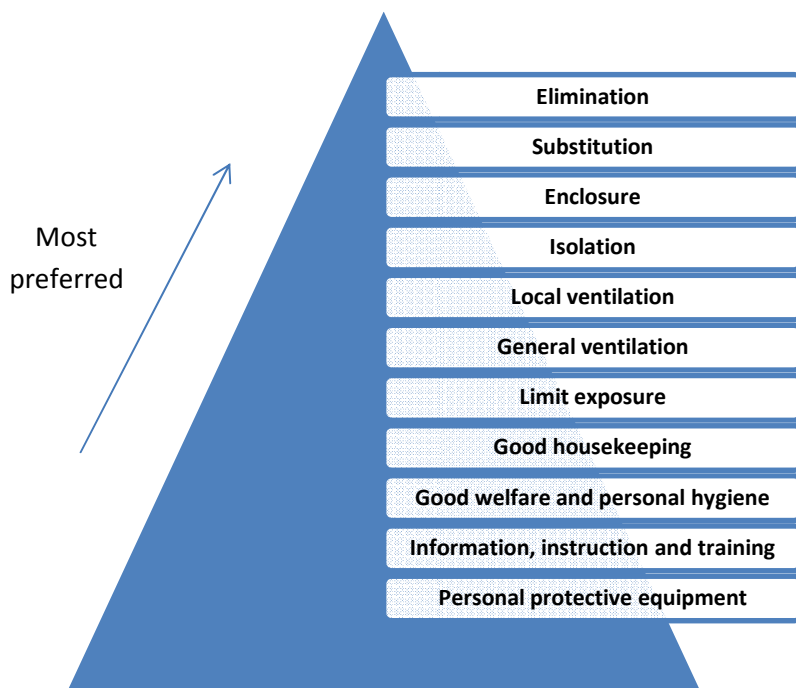 Elimination
Substitution
Enclosure
Isolation
Most
preferred
Local ventilation
General ventilation
Limit exposure
Good housekeeping
Good welfare and personal hygiene
Information, instruction and training
Personal protective equipment